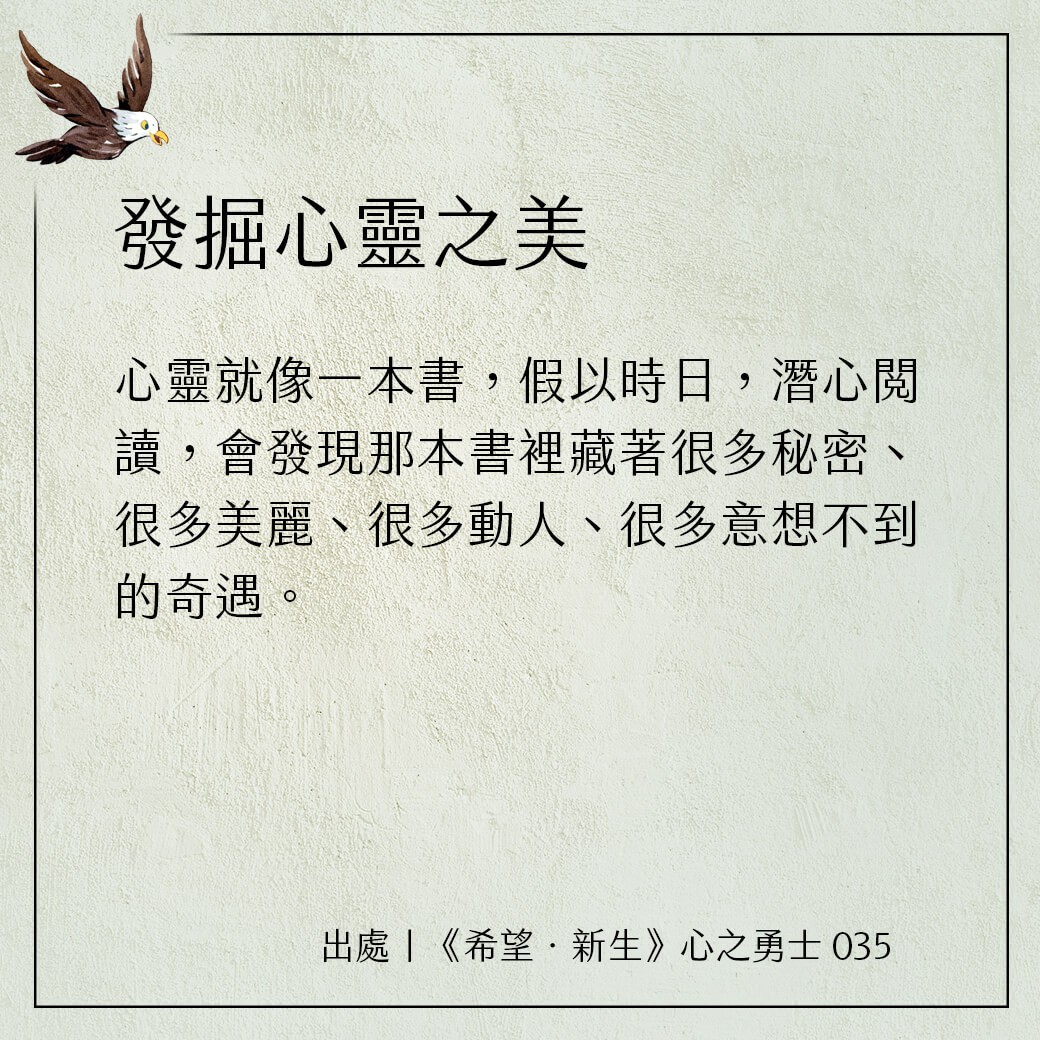 發掘心靈之美
心靈就像一本書，假以時日，潛心閱
讀，會發現那本書裡藏著很多秘密、
很多美麗、很多動人、很多意想不到
的奇遇。
出處｜《希望．新生》心之勇士 035